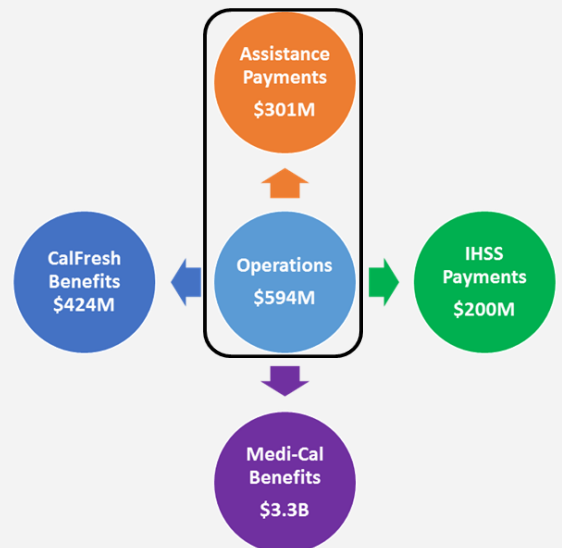 Assistance
Payments
$301M
CalFresh
Benefits
$424M
Operations
$594M
IHSS
Payments
$200M
Medi-Cal
Benefits
$3.3B